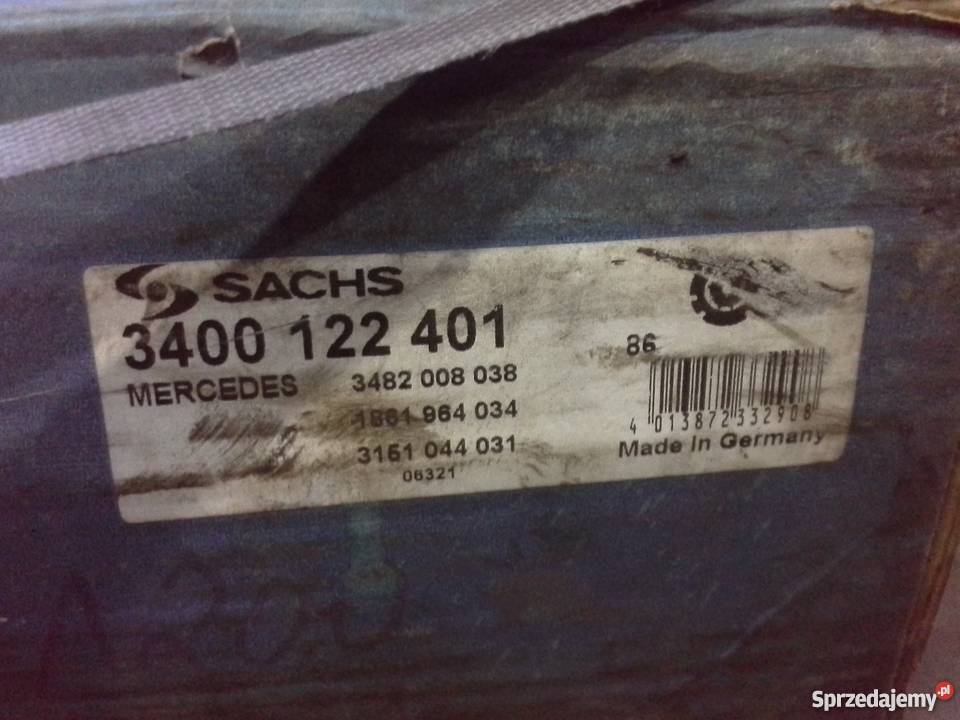 SACHS
3400 122 401
MERCEDES 3482 008 038
1861 964 034
3151 044 031
06321
86
4 013872 332908
Made in Germany
Sprzedajemy.pl